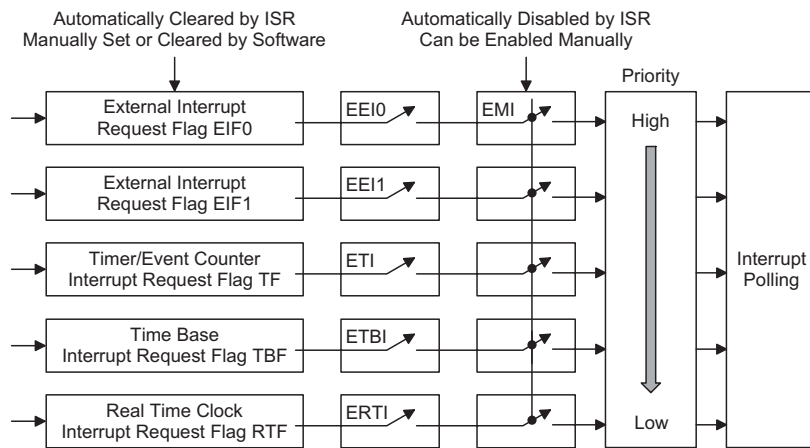 Automatically Cleared by ISR
Manually Set or Cleared by Software
Automatically Disabled by ISR
Can be Enabled Manually
Priority
External Interrupt
Request Flag EIF0
EEI0
EMI
High
External Interrupt
Request Flag EIF1
EEI1
Timer/Event Counter
Interrupt Request Flag TF
ETI
Interrupt
Polling
Time Base
Interrupt Request Flag TBF
ETBI
Real Time Clock
Interrupt Request Flag RTF
ERTI
Low